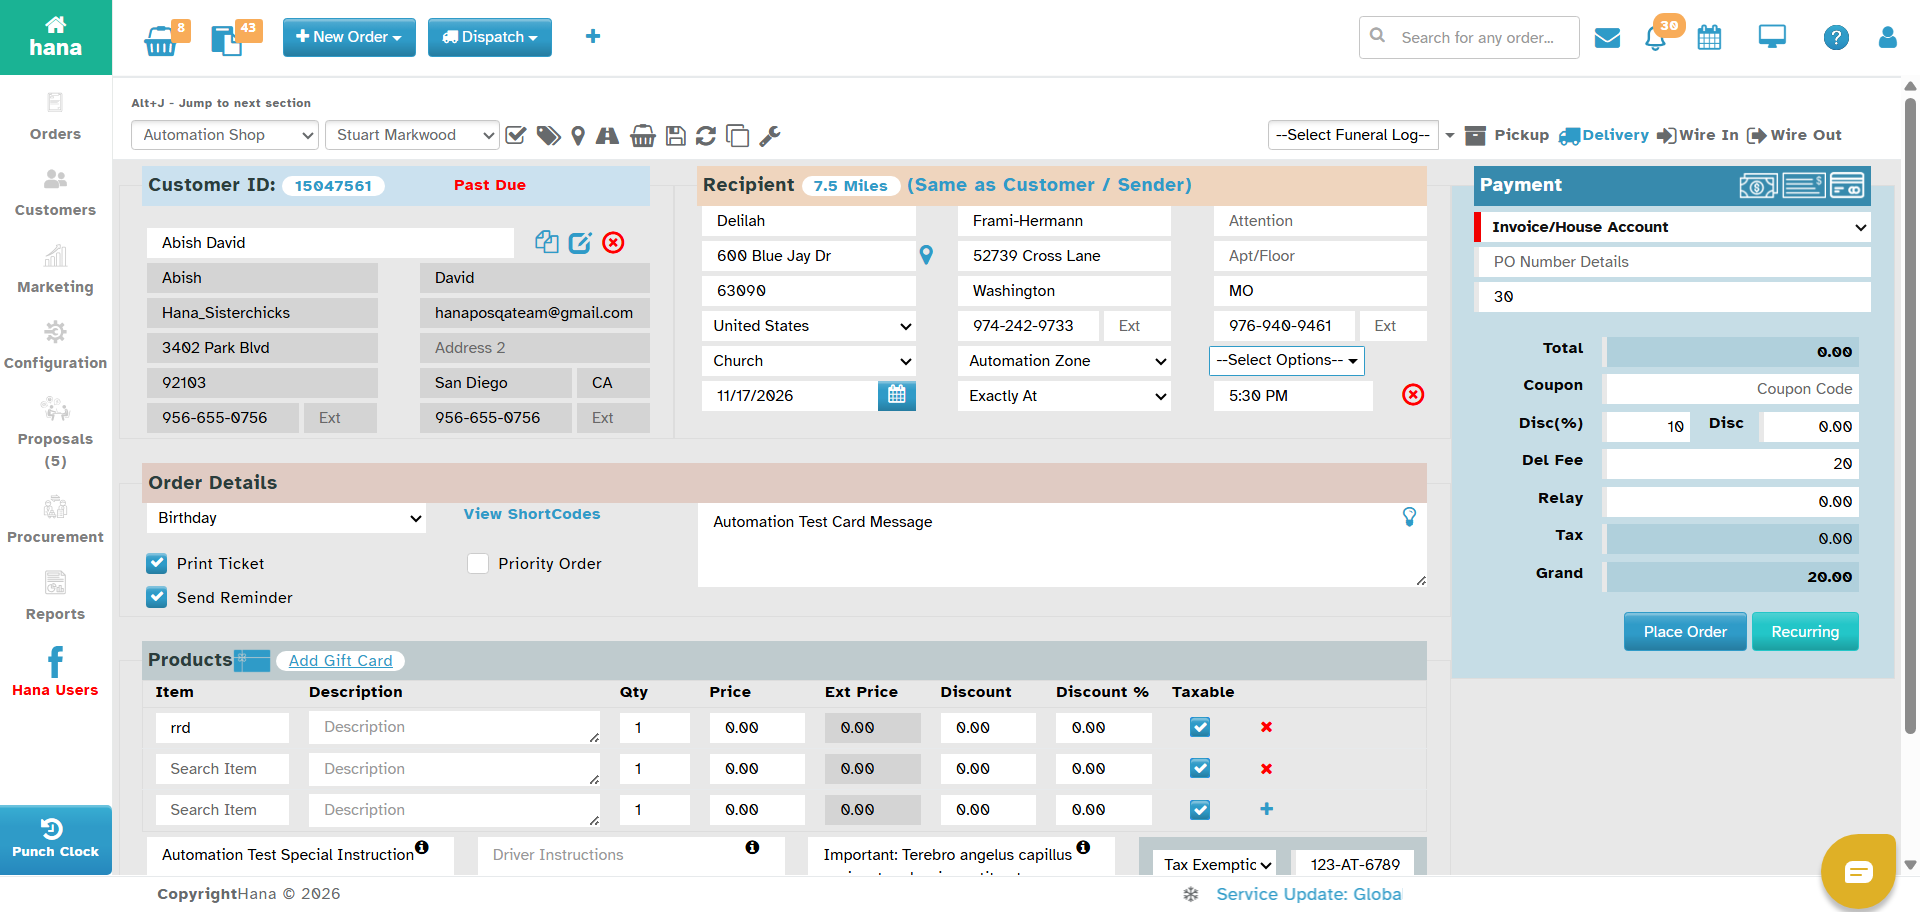 hana
8
43
New Order
Dispatch
Search for any order...
30
Orders
Customers
Marketing
Configuration
Proposals
(5)
Procurement
Reports
Hana Users
Punch Clock
Alt+J - Jump to next section
Automation Shop
Stuart Markwood
--Select Funeral Log--
Pickup
Delivery
Wire In
Wire Out
Customer ID: 15047561 Past Due
Abish David
Abish David
Hana_Sisterchicks hanaposqateam@gmail.com
3402 Park Blvd Address 2
92103 San Diego CA
956-655-0756 Ext 956-655-0756 Ext
Recipient 7.5 Miles (Same as Customer / Sender)
Delilah Frami-Hermann Attention
600 Blue Jay Dr 52739 Cross Lane Apt/Floor
63090 Washington MO
United States 974-242-9733 Ext 976-940-9461 Ext
Church Automation Zone --Select Options--
11/17/2026 Exactly At 5:30 PM
Payment
Invoice/House Account
PO Number Details
30
Total 0.00
Coupon Coupon Code
Disc(%) 10 Disc 0.00
Del Fee 20
Relay 0.00
Tax 0.00
Grand 20.00
Place Order Recurring
Order Details
Birthday View ShortCodes
Automation Test Card Message
Print Ticket Priority Order
Send Reminder
Products Add Gift Card
Item Description Qty Price Ext Price Discount Discount % Taxable
rrd Description 1 0.00 0.00 0.00 0.00
Search Item Description 1 0.00 0.00 0.00 0.00
Search Item Description 1 0.00 0.00 0.00 0.00
Automation Test Special Instruction
Driver Instructions
Important: Terebro angelus capillus
Tax Exemptic 123-AT-6789
CopyrightHana © 2026
Service Update: Globa